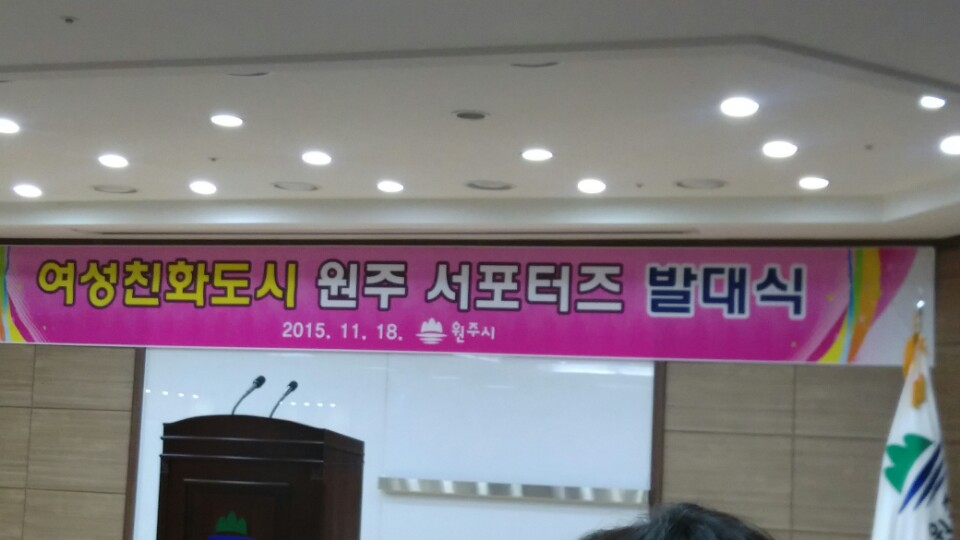 여성친화도시 원주 서포터즈 발대식
2015. 11. 18. 원주시